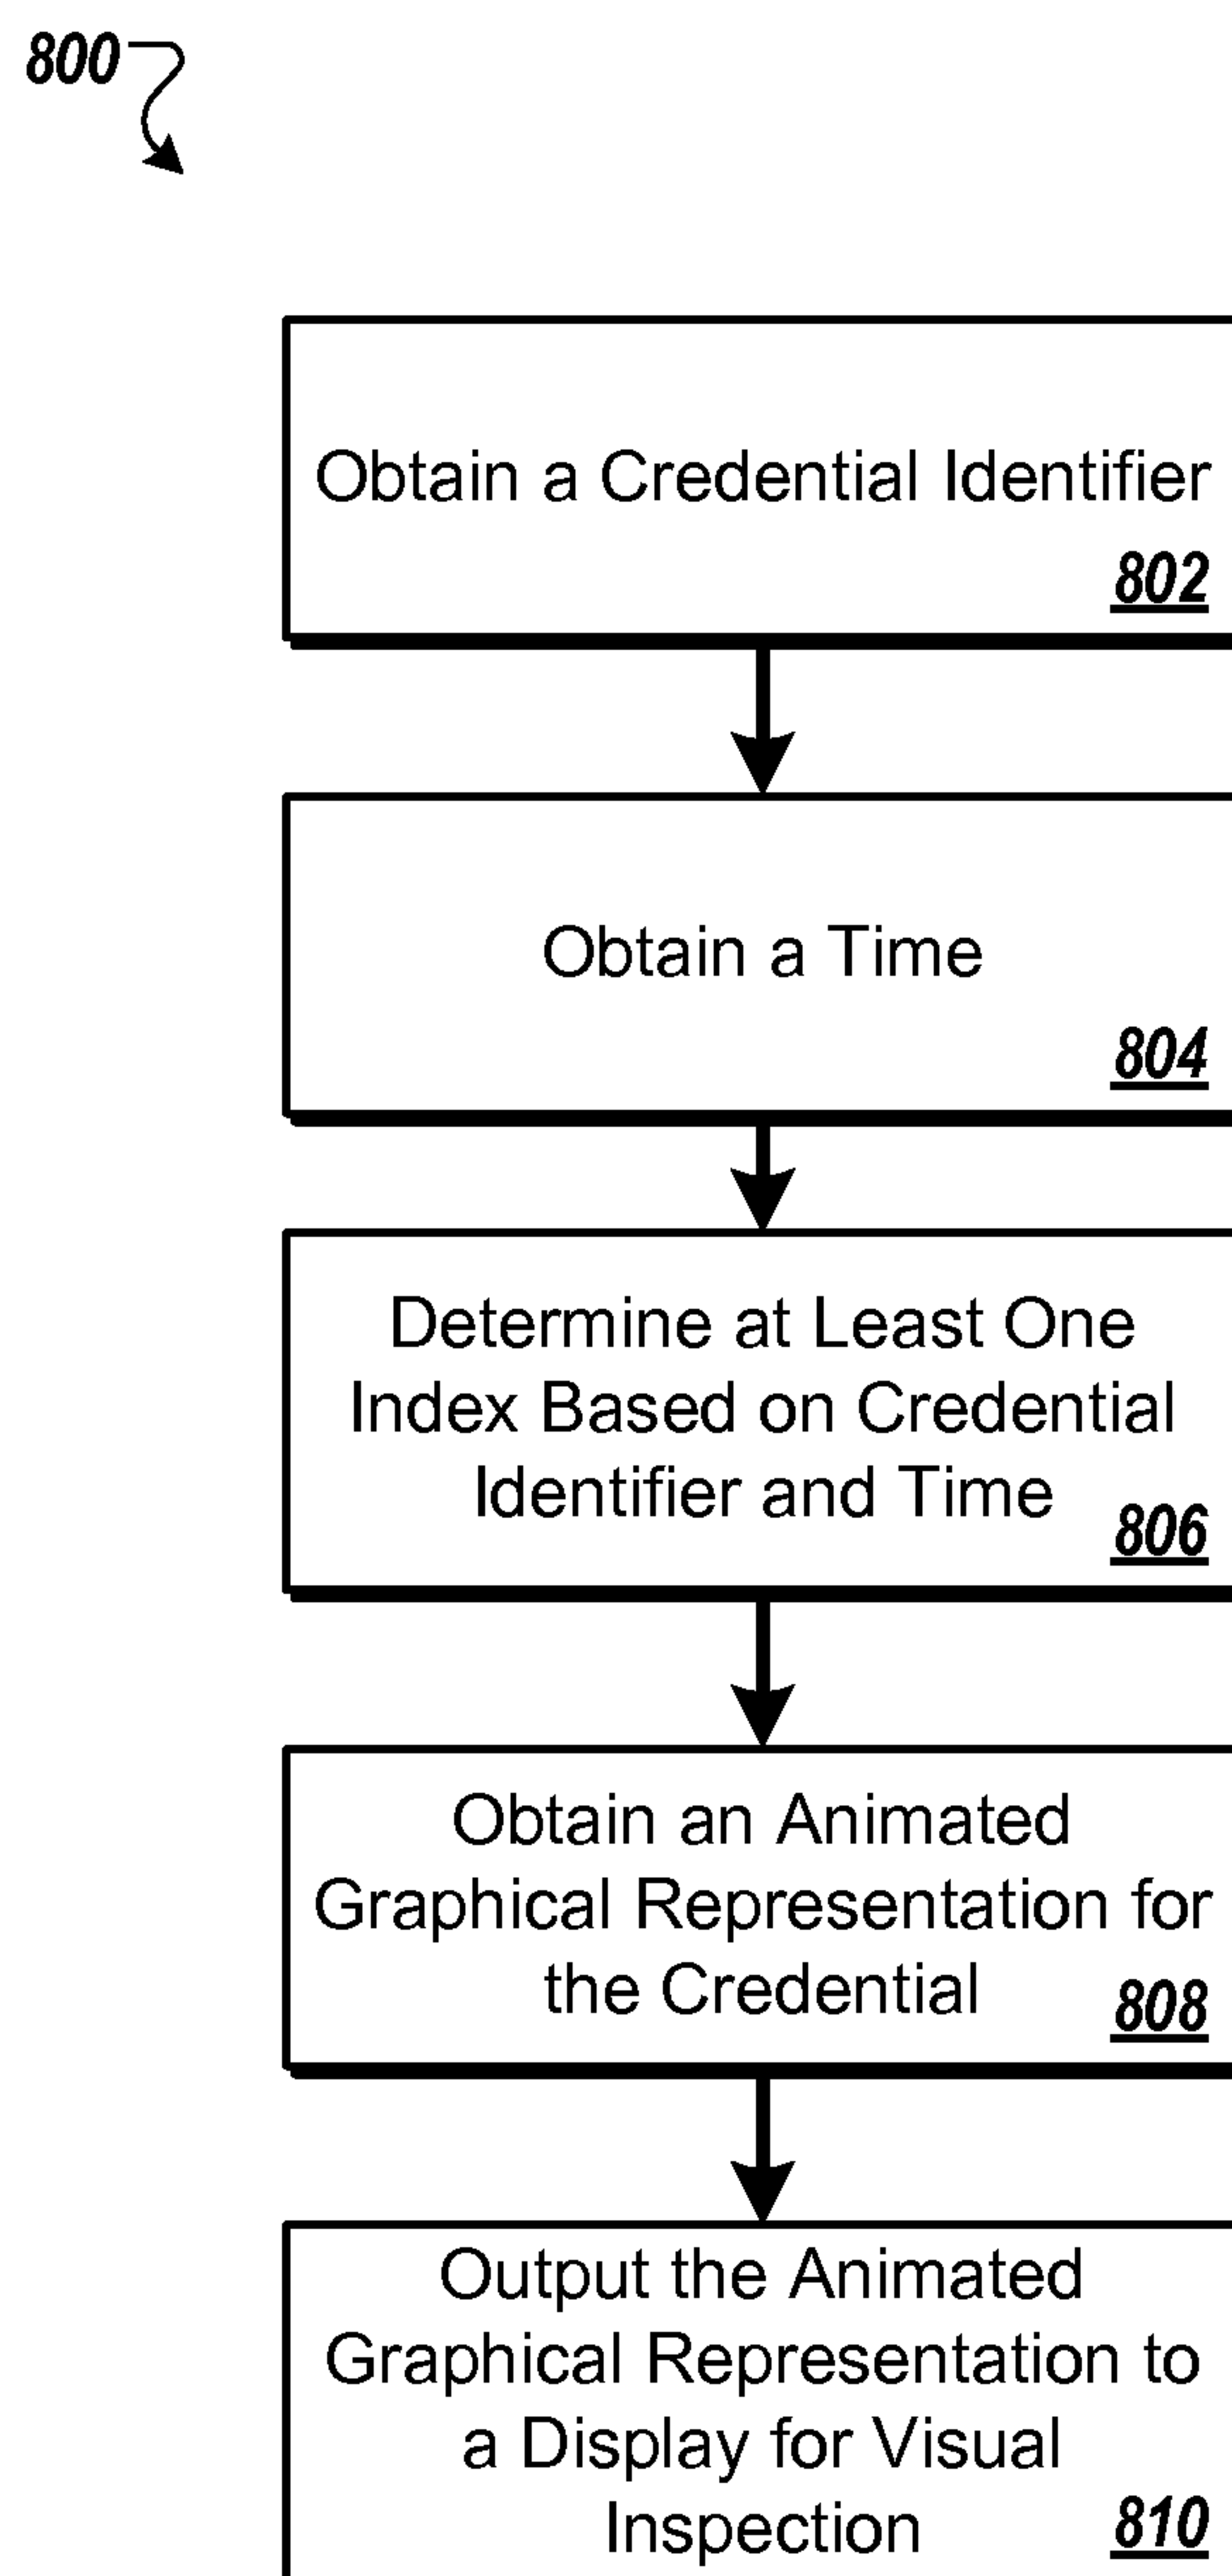 800
Obtain a Credential Identifier
802
Obtain a Time
804
Determine at Least One
Index Based on Credential
Identifier and Time
806
Obtain an Animated
Graphical Representation for
the Credential
808
Output the Animated
Graphical Representation to
a Display for Visual
Inspection
810